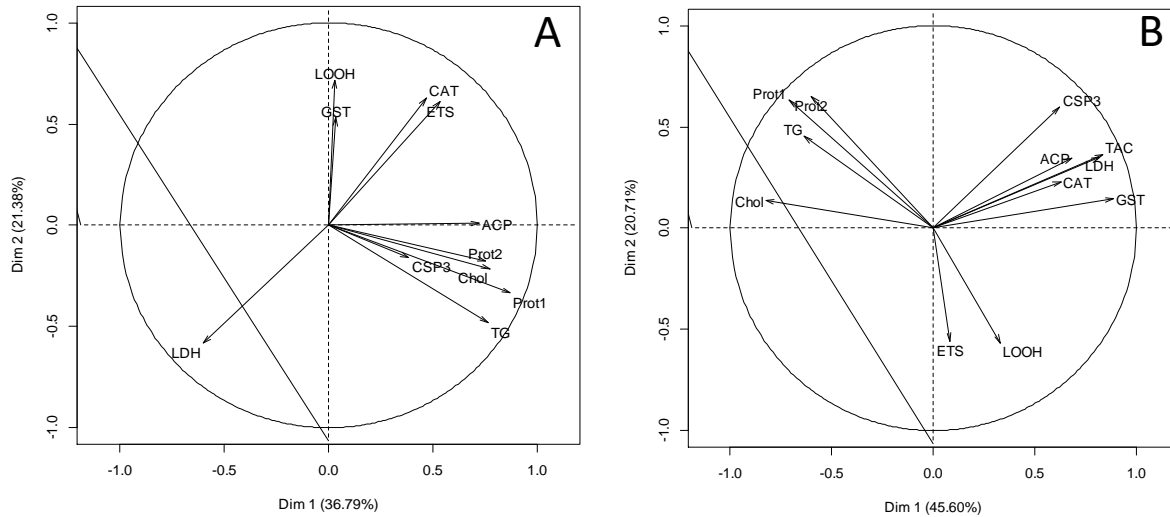 A
1.0
0.5
0.0
-0.5
-1.0
Dim 2 (21.38%)
LOOH
GST
CAT
ETS
ACP
Prot2
CSP3
Chol
Prot1
TG
LDH
-1.0 -0.5 0.0 0.5 1.0
Dim 1 (36.79%)
B
1.0
0.5
0.0
-0.5
-1.0
Dim 2 (20.71%)
Prot1
Prot2
TG
Chol
CSP3
TAC
ACP
LDH
CAT
GST
ETS
LOOH
-1.0 -0.5 0.0 0.5 1.0
Dim 1 (45.60%)